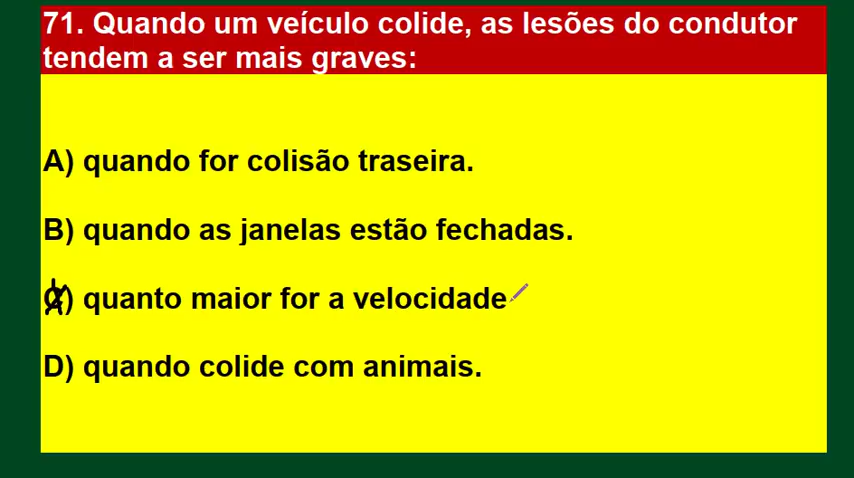 71. Quando um veículo colide, as lesões do condutor
tendem a ser mais graves:
A) quando for colisão traseira.
B) quando as janelas estão fechadas.
C) quanto maior for a velocidade
D) quando colide com animais.